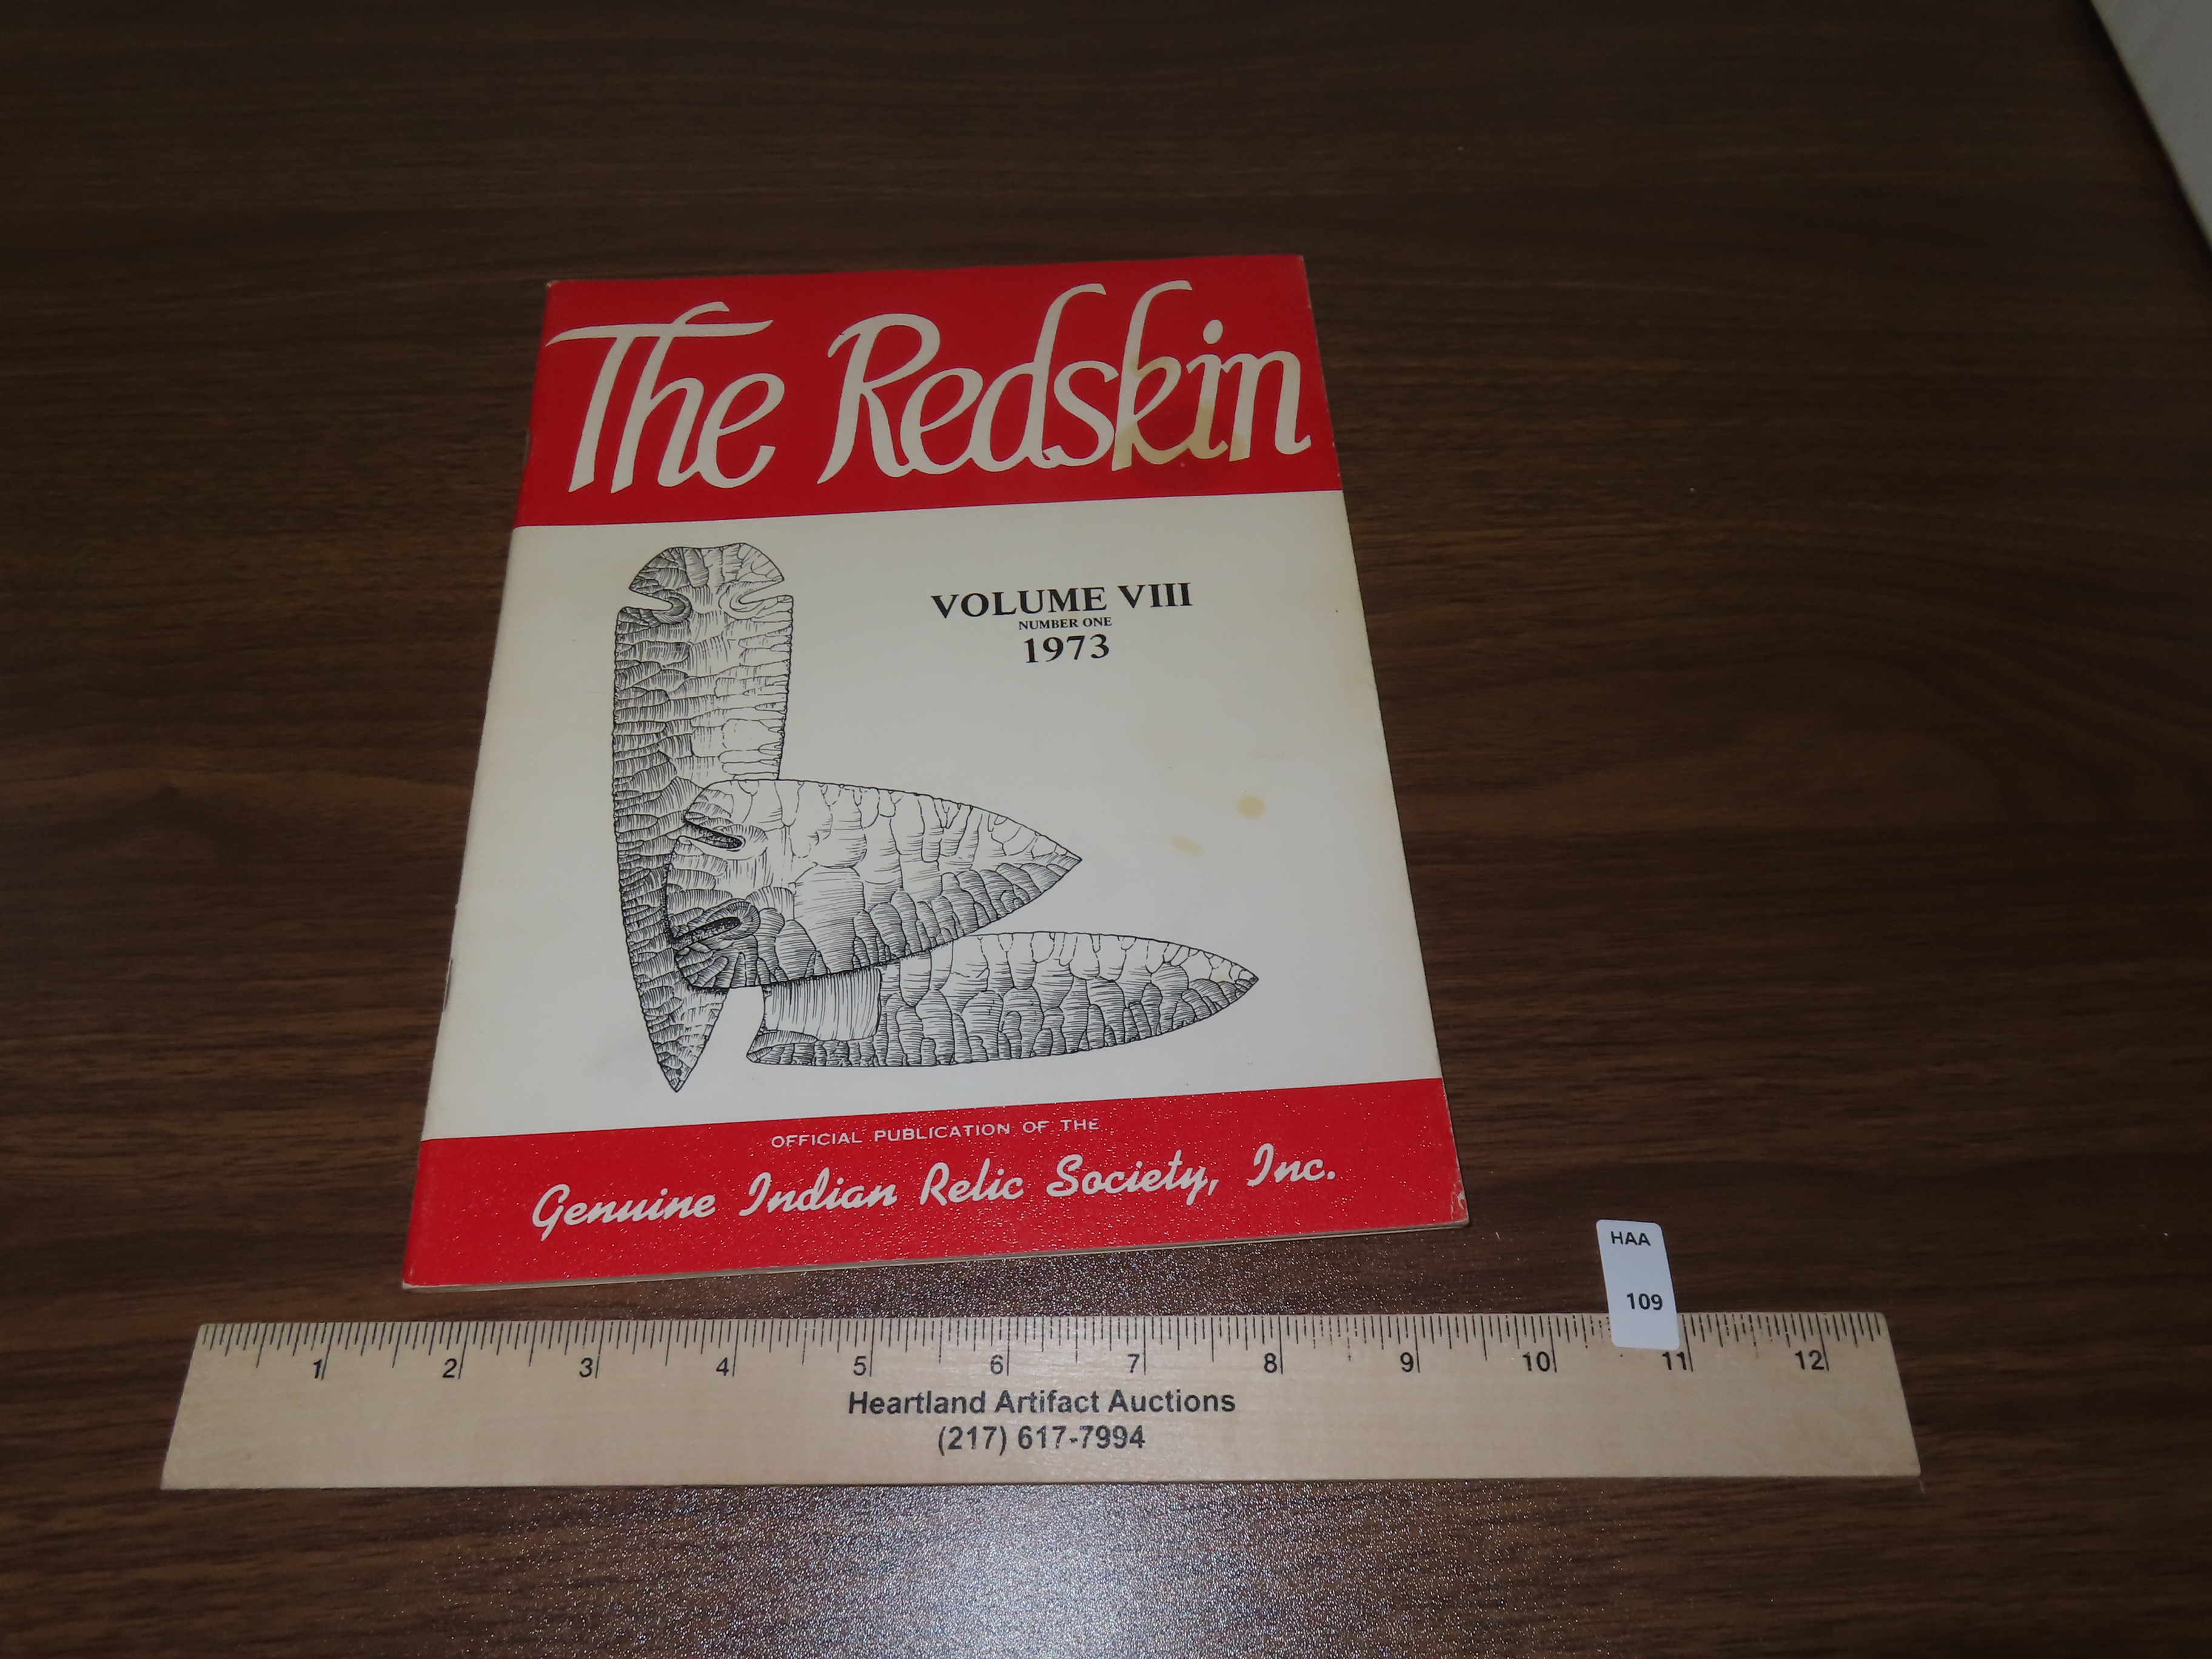 The Redskin
VOLUME VIII
NUMBER ONE
1973
OFFICIAL PUBLICATION OF THE
Genuine Indian Relic Society, Inc.
HAA
109
1 2 3 4 5 6 7 8 9 10 11 12
Heartland Artifact Auctions
(217) 617-7994